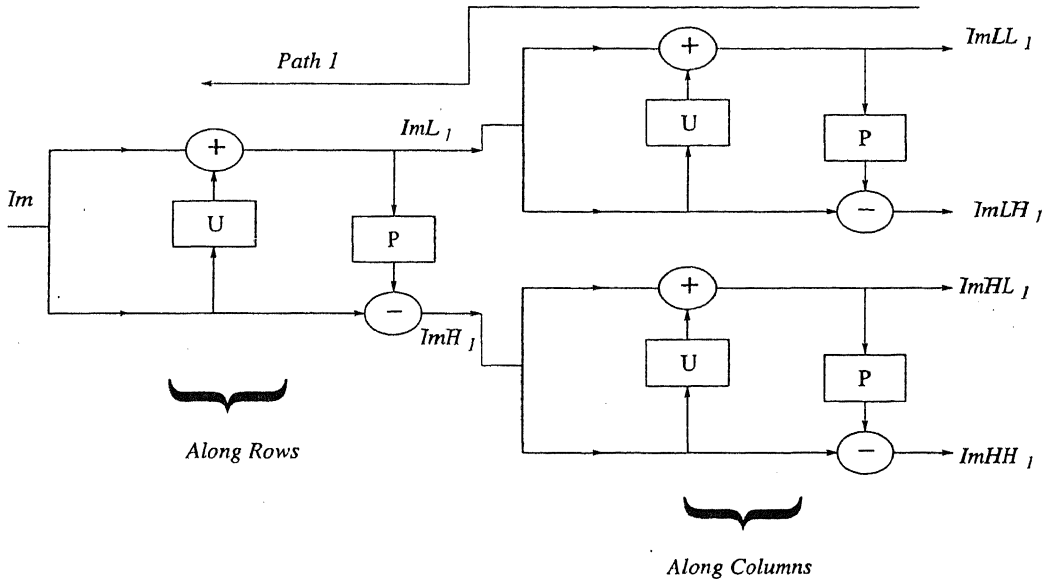 ImLL 1
+
Path 1
U
P
ImL 1
+
Im
U
−
ImLH 1
P
+
ImHL 1
−
ImH 1
U
P
Along Rows
−
ImHH 1
Along Columns